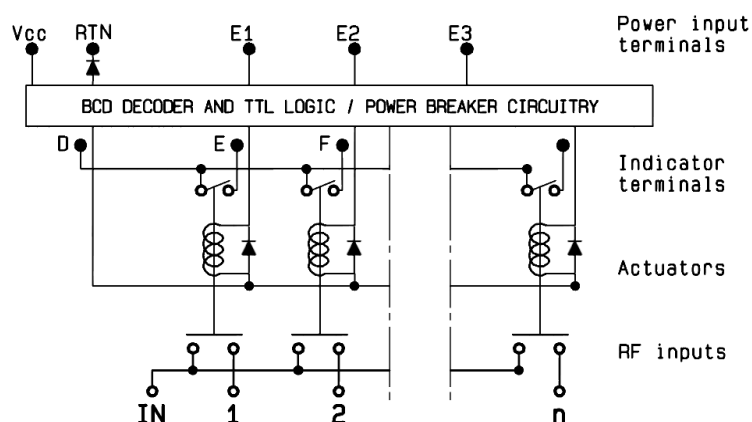 Vcc RTN E1 E2 E3 Power input
terminals
BCD DECODER AND TTL LOGIC / POWER BREAKER CIRCUITRY
D E F
Indicator
terminals
Actuators
RF inputs
IN 1 2 n